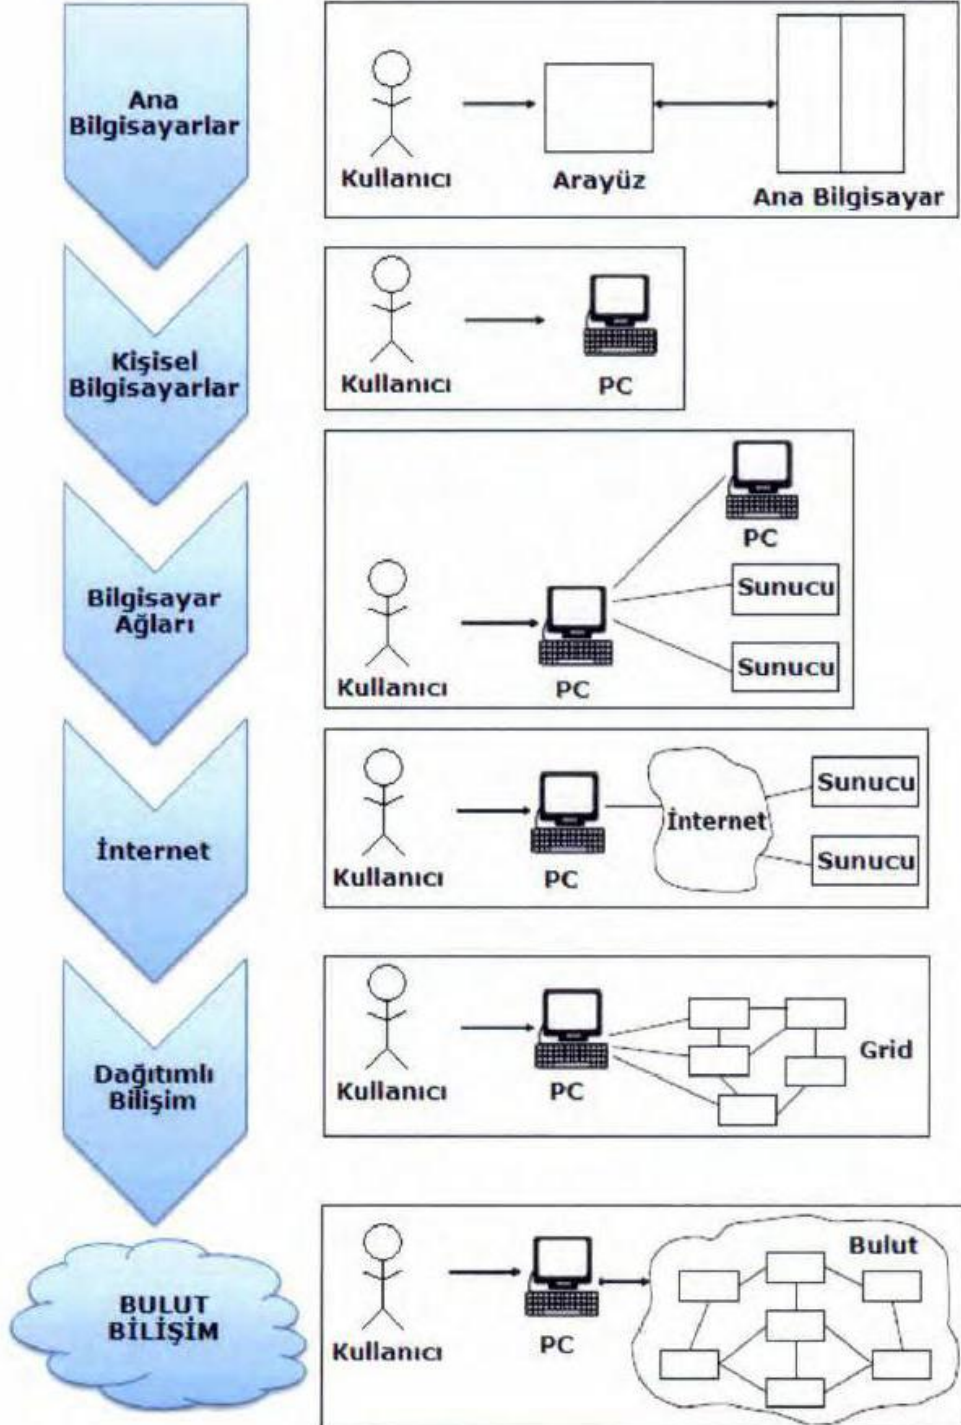 Ana
Bilgisayarlar
Kullanıcı
Arayüz
Ana Bilgisayar
Kişisel
Bilgisayarlar
Kullanıcı
PC
Bilgisayar
Ağları
Kullanıcı
PC
PC
Sunucu
Sunucu
İnternet
Kullanıcı
PC
İnternet
Sunucu
Sunucu
Dağıtımlı
Bilişim
Kullanıcı
PC
Grid
BULUT
BİLİŞİM
Kullanıcı
PC
Bulut